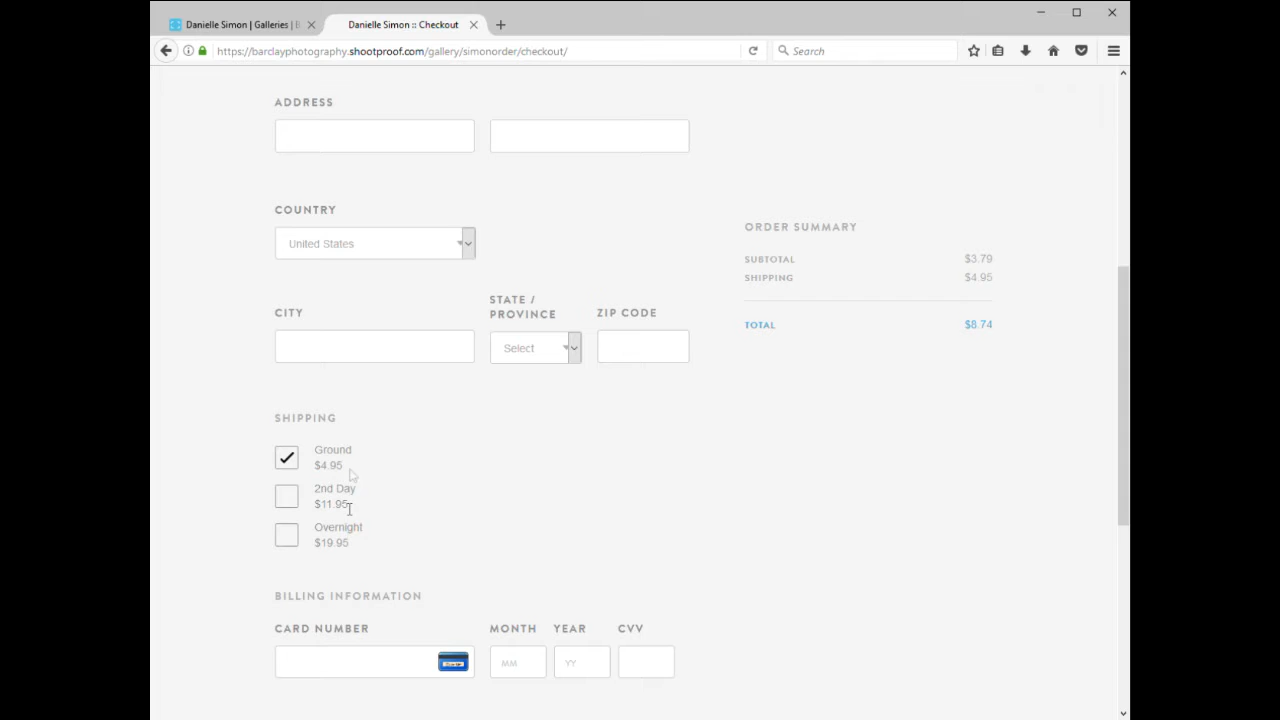 Danielle Simon | Galleries | B
Danielle Simon :: Checkout
https://barclayphotography.shootproof.com/gallery/simonorder/checkout/
Search
ADDRESS
COUNTRY
United States
CITY
STATE / PROVINCE
ZIP CODE
Select
SHIPPING
Ground
$4.95
2nd Day
$11.95
Overnight
$19.95
BILLING INFORMATION
CARD NUMBER
MONTH
YEAR
CVV
MM
YY
ORDER SUMMARY
SUBTOTAL $3.79
SHIPPING $4.95
TOTAL $8.74